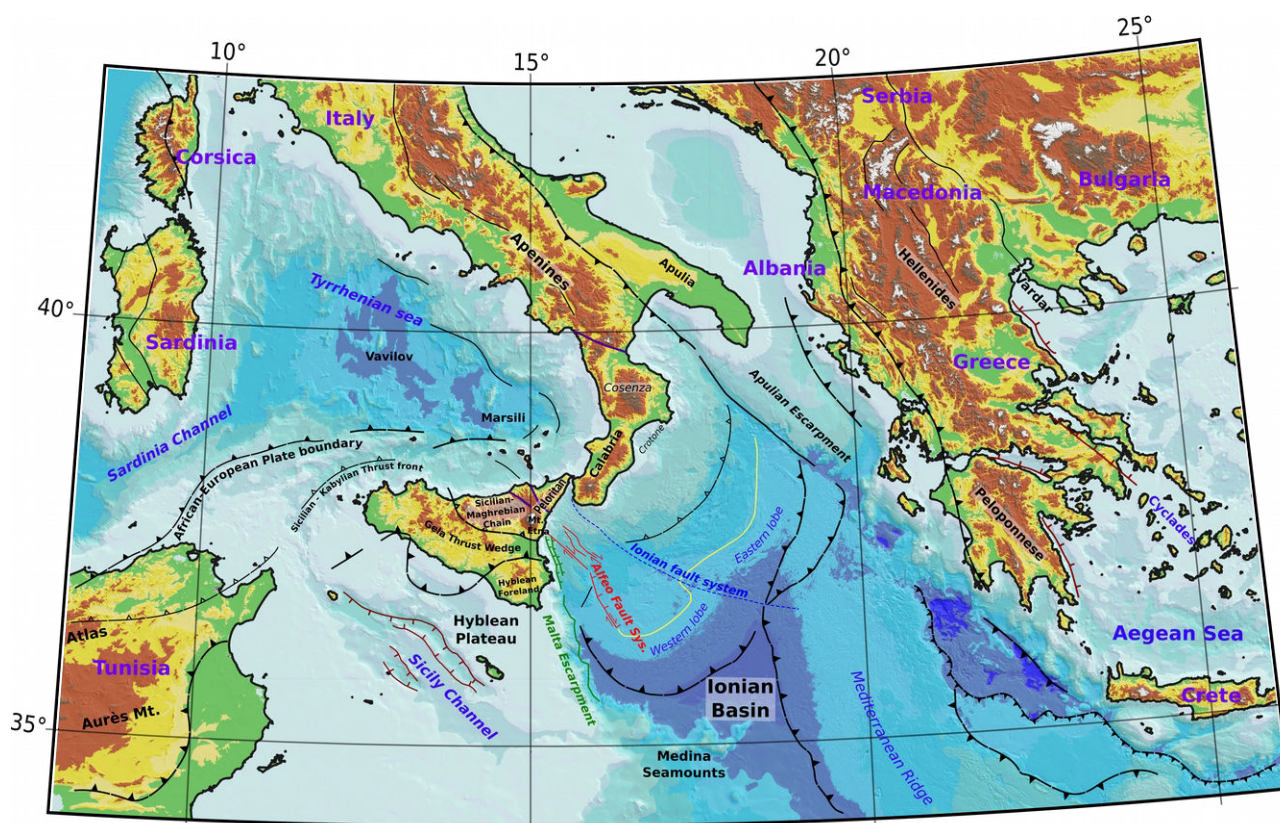 10°
15°
20°
25°
40°
35°
Italy
Corsica
Sardinia
Serbia
Macedonia
Bulgaria
Albania
Greece
Tunisia
Crete
Apenines
Apulia
Hellenides
Vardar
Tyrrhenian sea
Vavilov
Marsili
Cosenza
Crotone
Calabria
Apulian Escarpment
Sardinia Channel
African-European Plate boundary
Sicilian-Kabylian Thrust front
Sicilian-
Maghrebian
Chain
Peloritan
Mt.
Etna
Gela Thrust Wedge
Hyblean
Foreland
Hyblean
Plateau
Sicily Channel
Malta Escarpment
Alfeo Fault Sys.
Ionian fault system
Eastern lobe
Western lobe
Ionian
Basin
Medina
Seamounts
Mediterranean Ridge
Peloponnese
Cyclades
Aegean Sea
Atlas
Aurès Mt.